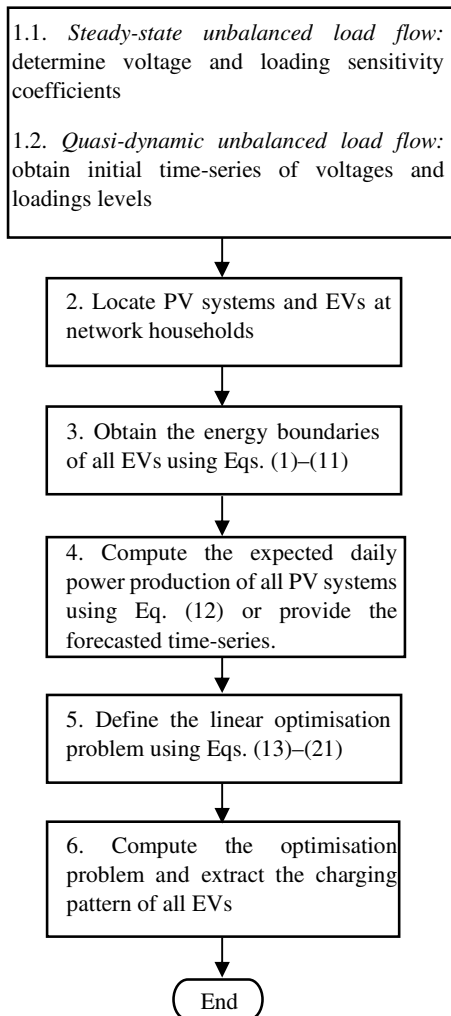 1.1. Steady-state unbalanced load flow:
determine voltage and loading sensitivity
coefficients
1.2. Quasi-dynamic unbalanced load flow:
obtain initial time-series of voltages and
loadings levels
2. Locate PV systems and EVs at
network households
3. Obtain the energy boundaries
of all EVs using Eqs. (1)–(11)
4. Compute the expected daily
power production of all PV systems
using Eq. (12) or provide the
forecasted time-series.
5. Define the linear optimisation
problem using Eqs. (13)–(21)
6. Compute the optimisation
problem and extract the charging
pattern of all EVs
End